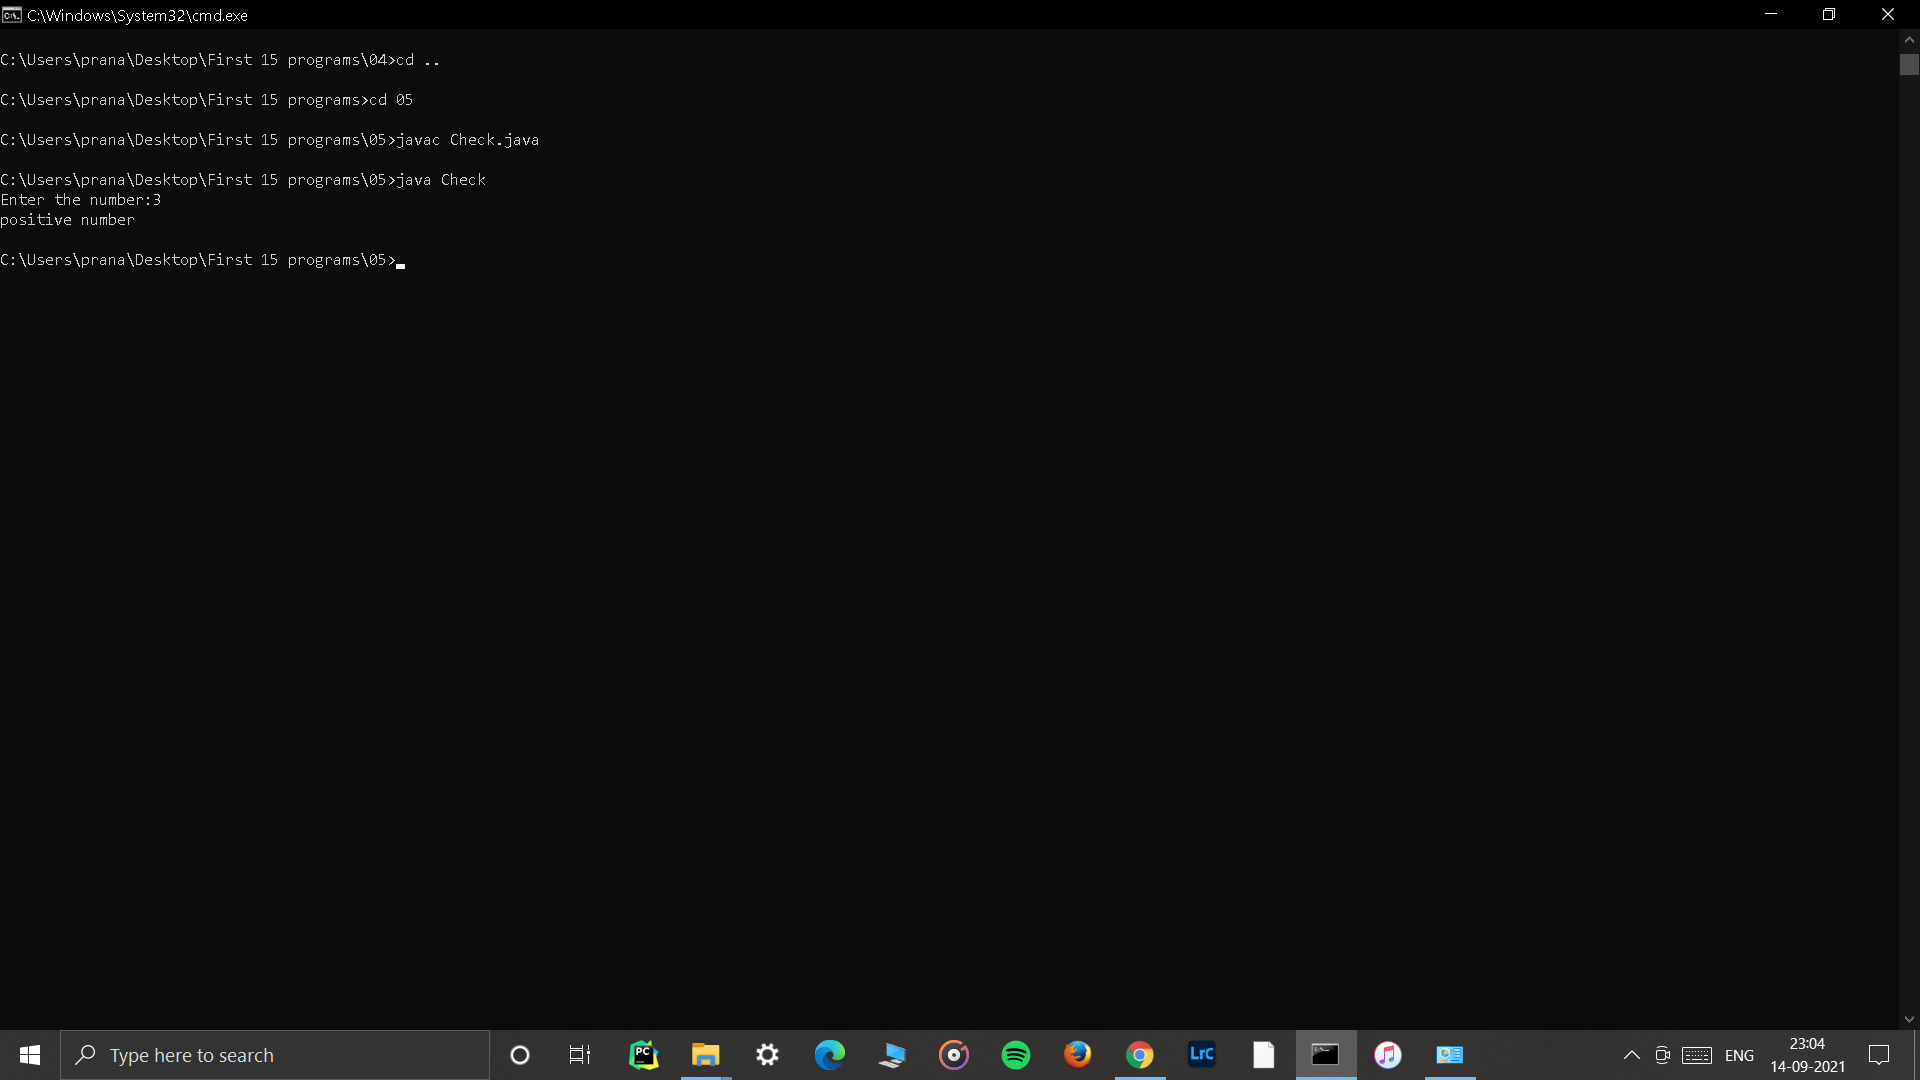 C:\Windows\System32\cmd.exe
C:\Users\prana\Desktop\First 15 programs\04>cd ..
C:\Users\prana\Desktop\First 15 programs>cd 05
C:\Users\prana\Desktop\First 15 programs\05>javac Check.java
C:\Users\prana\Desktop\First 15 programs\05>java Check
Enter the number:3
positive number
C:\Users\prana\Desktop\First 15 programs\05>
Type here to search
PC
LrC
ENG
23:04
14-09-2021